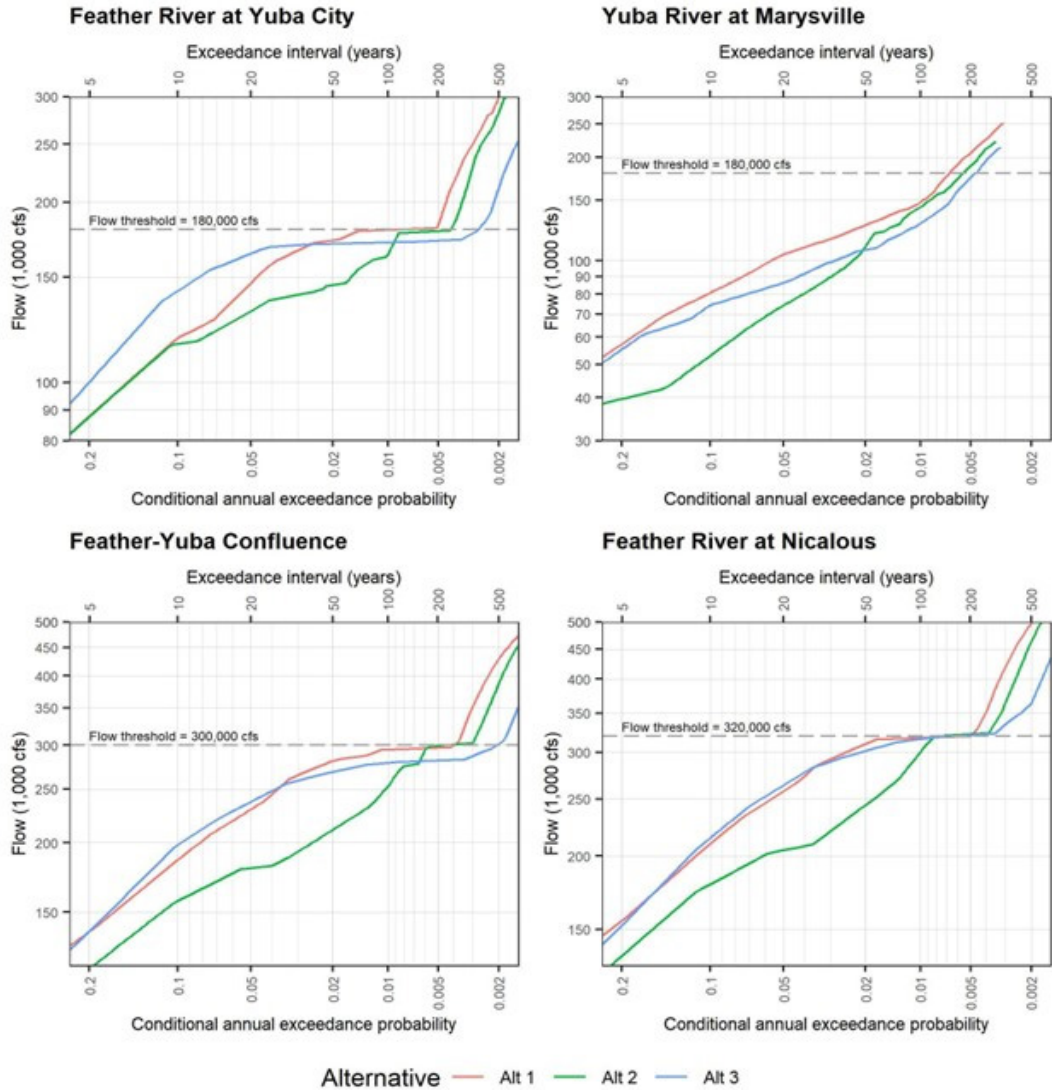 Feather River at Yuba City
Exceedance interval (years)
5 10 20 50 100 200 500
300
250
200
150
100
90
80
Flow (1,000 cfs)
Flow threshold = 180,000 cfs
0.2 0.1 0.05 0.02 0.01 0.005 0.002
Conditional annual exceedance probability
Yuba River at Marysville
Exceedance interval (years)
5 10 20 50 100 200 500
300
250
200
150
100
90
80
70
60
50
40
30
Flow (1,000 cfs)
Flow threshold = 180,000 cfs
0.2 0.1 0.05 0.02 0.01 0.005 0.002
Conditional annual exceedance probability
Feather-Yuba Confluence
Exceedance interval (years)
5 10 20 50 100 200 500
500
450
400
350
300
250
200
150
Flow (1,000 cfs)
Flow threshold = 300,000 cfs
0.2 0.1 0.05 0.02 0.01 0.005 0.002
Conditional annual exceedance probability
Feather River at Nicalous
Exceedance interval (years)
5 10 20 50 100 200 500
500
450
400
350
300
250
200
150
Flow (1,000 cfs)
Flow threshold = 320,000 cfs
0.2 0.1 0.05 0.02 0.01 0.005 0.002
Conditional annual exceedance probability
Alternative Alt 1 Alt 2 Alt 3